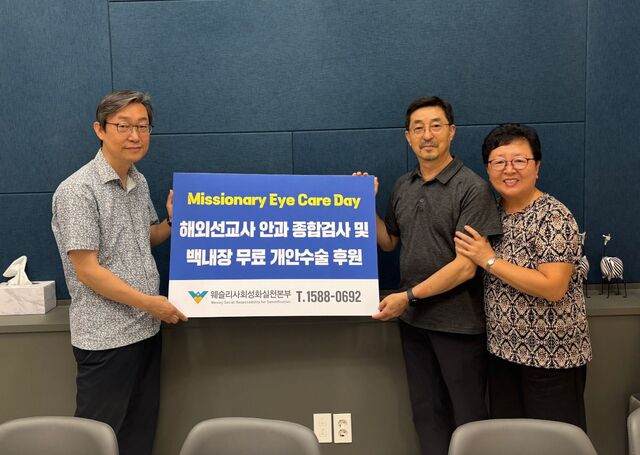 Missionary Eye Care Day
해외선교사 안과 종합검사 및
백내장 무료 개안수술 후원
웨슬리사회성화실천본부 T.1588-0692
Wesley Social Responsibility for Sanctification